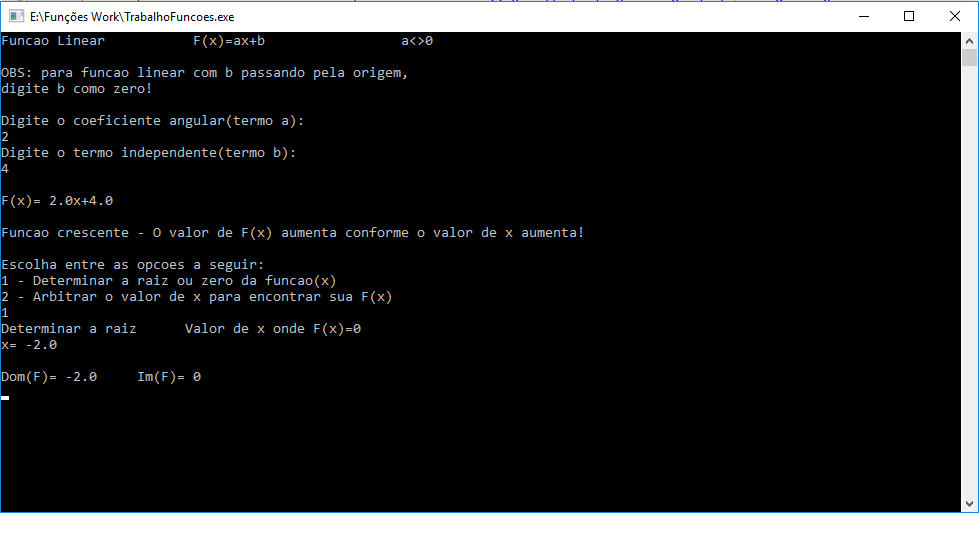 E:\Funções Work\TrabalhoFuncoes.exe
Funcao Linear F(x)=ax+b a<>0
OBS: para funcao linear com b passando pela origem,
digite b como zero!
Digite o coeficiente angular(termo a):
2
Digite o termo independente(termo b):
4
F(x)= 2.0x+4.0
Funcao crescente - O valor de F(x) aumenta conforme o valor de x aumenta!
Escolha entre as opcoes a seguir:
1 - Determinar a raiz ou zero da funcao(x)
2 - Arbitrar o valor de x para encontrar sua F(x)
1
Determinar a raiz Valor de x onde F(x)=0
x= -2.0
Dom(F)= -2.0 Im(F)= 0